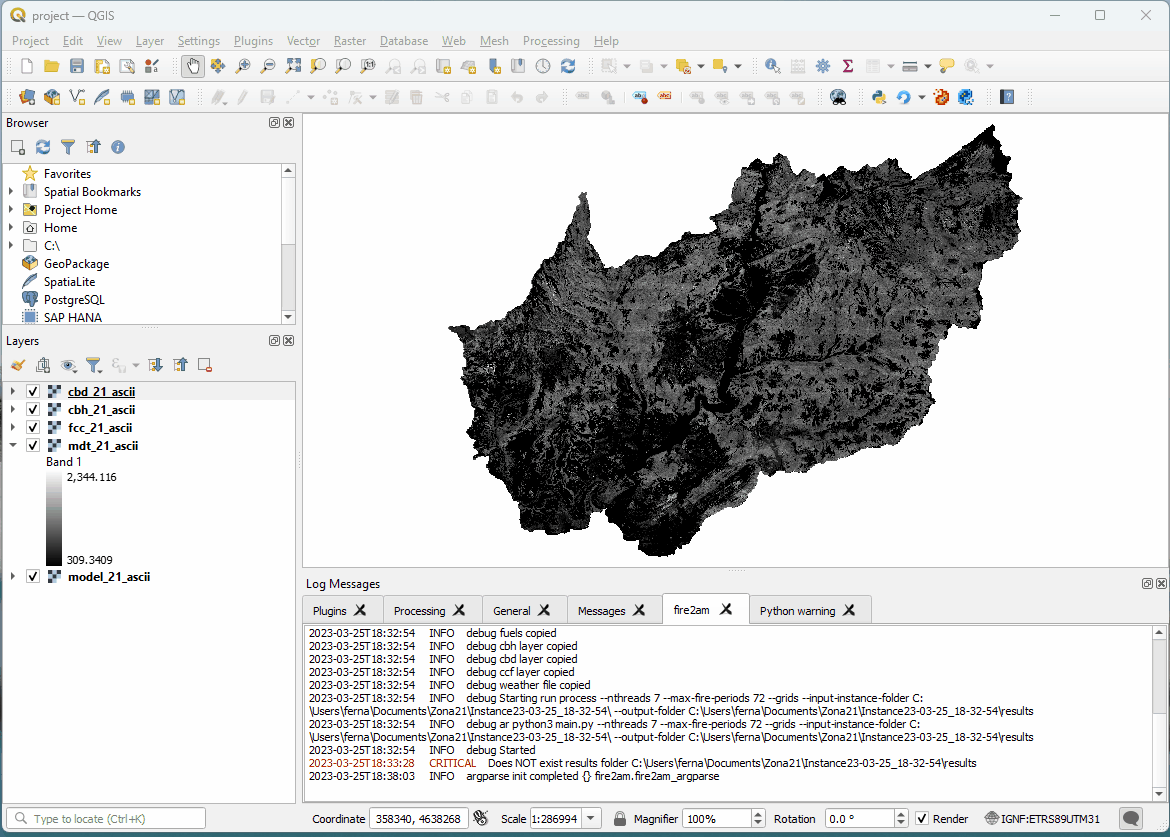 project — QGIS
Project Edit View Layer Settings Plugins Vector Raster Database Web Mesh Processing Help
Browser
Favorites
Spatial Bookmarks
Project Home
Home
C:\
GeoPackage
SpatiaLite
PostgreSQL
SAP HANA
Layers
cbd_21_ascii
cbh_21_ascii
fcc_21_ascii
mdt_21_ascii
Band 1
2,344.116
309.3409
model_21_ascii
Log Messages
Plugins Processing General Messages fire2am Python warning
2023-03-25T18:32:54 INFO debug fuels copied
2023-03-25T18:32:54 INFO debug cbh layer copied
2023-03-25T18:32:54 INFO debug cbd layer copied
2023-03-25T18:32:54 INFO debug ccf layer copied
2023-03-25T18:32:54 INFO debug weather file copied
2023-03-25T18:32:54 INFO debug Starting run process --nthreads 7 --max-fire-periods 72 --grids --input-instance-folder C:
\Users\ferna\Documents\Zona21\Instance23-03-25_18-32-54\ --output-folder C:\Users\ferna\Documents\Zona21\Instance23-03-25_18-32-54\results
2023-03-25T18:32:54 INFO debug ar python3 main.py --nthreads 7 --max-fire-periods 72 --grids --input-instance-folder C:
\Users\ferna\Documents\Zona21\Instance23-03-25_18-32-54\ --output-folder C:\Users\ferna\Documents\Zona21\Instance23-03-25_18-32-54\results
2023-03-25T18:32:54 INFO debug Started
2023-03-25T18:33:28 CRITICAL Does NOT exist results folder C:\Users\ferna\Documents\Zona21\Instance23-03-25_18-32-54\results
2023-03-25T18:38:03 INFO argparse init completed {} fire2am.fire2am_argparse
Type to locate (Ctrl+K) Coordinate 358340, 4638268 Scale 1:286994 Magnifier 100% Rotation 0.0 ° Render IGNF:ETRS89UTM31